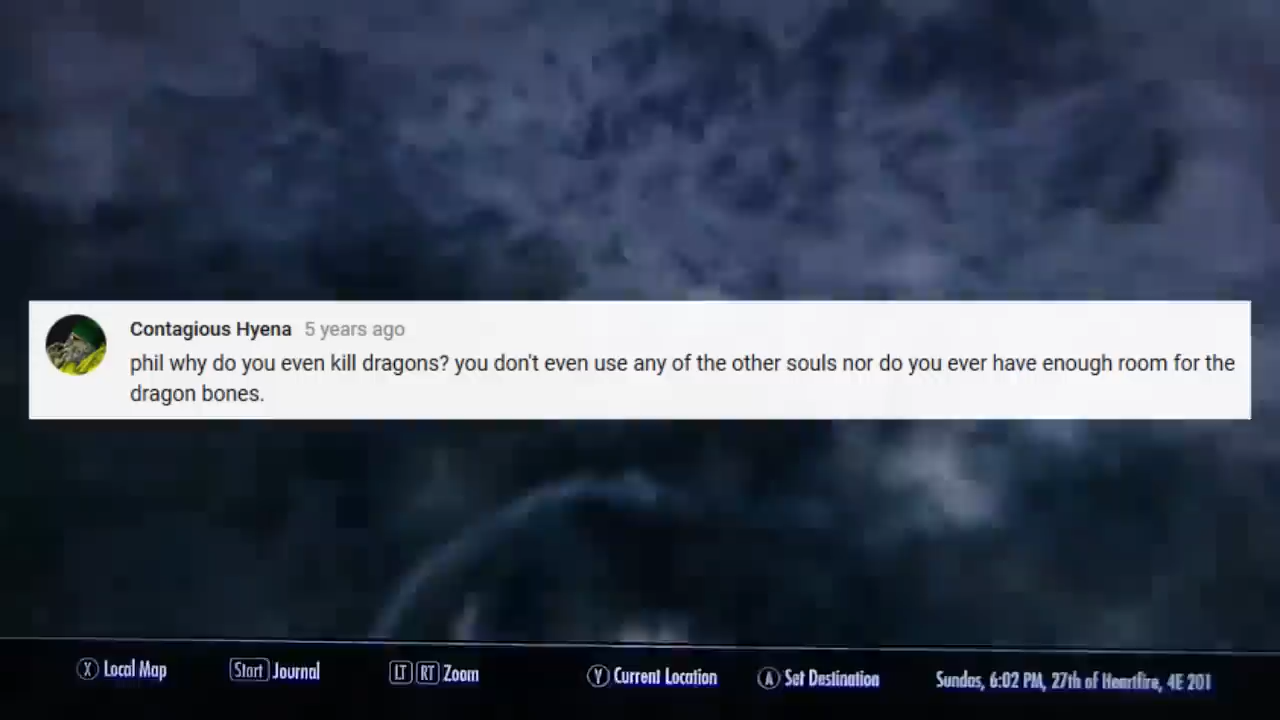 Contagious Hyena 5 years ago
phil why do you even kill dragons? you don't even use any of the other souls nor do you ever have enough room for the
dragon bones.
X Local Map Start Journal LT RT Zoom Y Current Location A Set Destination Sundas, 6:02 PM, 27th of Heartfire, 4E 201